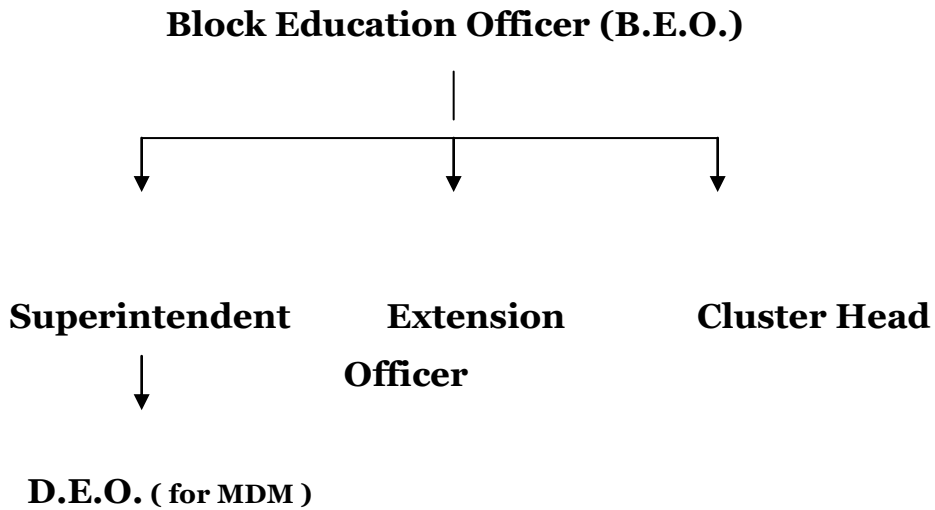 Block Education Officer (B.E.O.)
Superintendent Extension Cluster Head
Officer
D.E.O. ( for MDM )